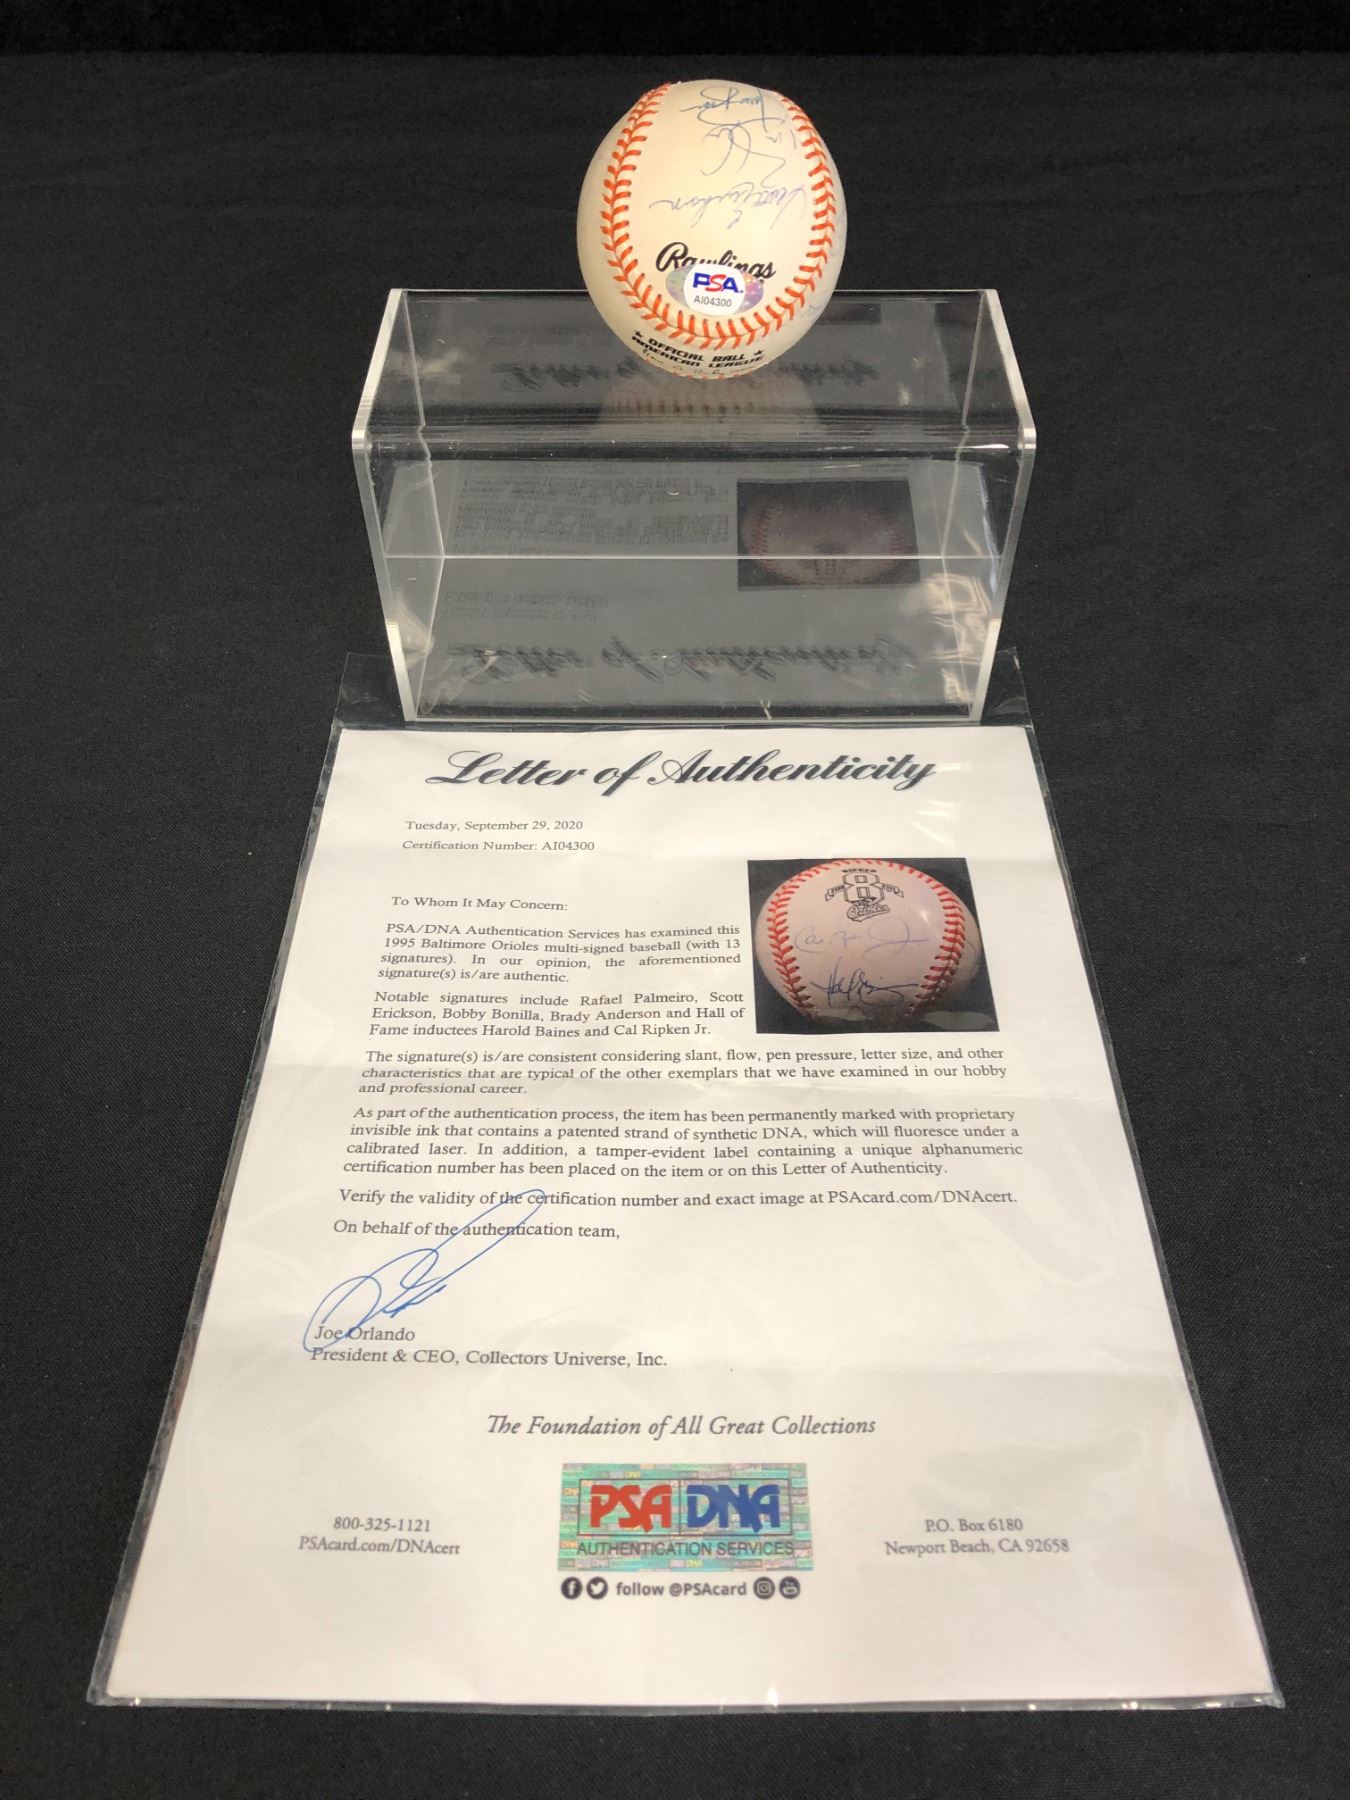 Scott Erickson
Rawlings
PSA
AI04300
OFFICIAL BALL
AMERICAN LEAGUE
Letter of Authenticity
Tuesday, September 29, 2020
Certification Number: AI04300
To Whom It May Concern:
PSA/DNA Authentication Services has examined this
1995 Baltimore Orioles multi-signed baseball (with 13
signatures). In our opinion, the aforementioned
signature(s) is/are authentic.
Notable signatures include Rafael Palmeiro, Scott
Erickson, Bobby Bonilla, Brady Anderson and Hall of
Fame inductees Harold Baines and Cal Ripken Jr.
RIPKEN
8
Orioles
Cal Ripken Jr
The signature(s) is/are consistent considering slant, flow, pen pressure, letter size, and other
characteristics that are typical of the other exemplars that we have examined in our hobby
and professional career.
As part of the authentication process, the item has been permanently marked with proprietary
invisible ink that contains a patented strand of synthetic DNA, which will fluoresce under a
calibrated laser. In addition, a tamper-evident label containing a unique alphanumeric
certification number has been placed on the item or on this Letter of Authenticity.
Verify the validity of the certification number and exact image at PSAcard.com/DNAcert.
On behalf of the authentication team,
Joe Orlando
President & CEO, Collectors Universe, Inc.
The Foundation of All Great Collections
800-325-1121
PSAcard.com/DNAcert
PSA DNA
AUTHENTICATION SERVICES
follow @PSAcard
P.O. Box 6180
Newport Beach, CA 92658